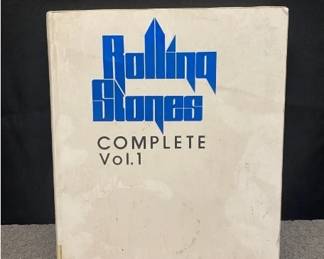 Rolling
Stones
COMPLETE
Vol.1